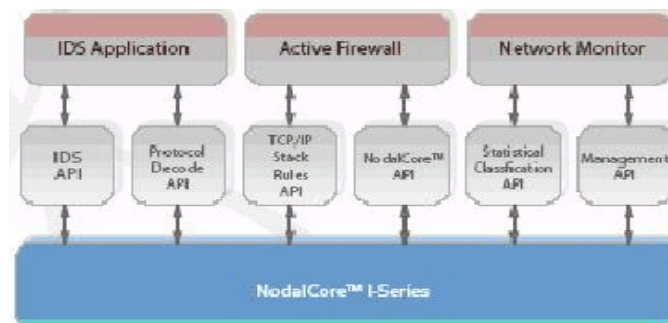 IDS Application
Active Firewall
Network Monitor
IDS
API
Protocol
Decode
API
TCP/IP
Stack
Rules
API
NodalCore™
API
Statistical
Classification
API
Management
API
NodalCore™ I-Series